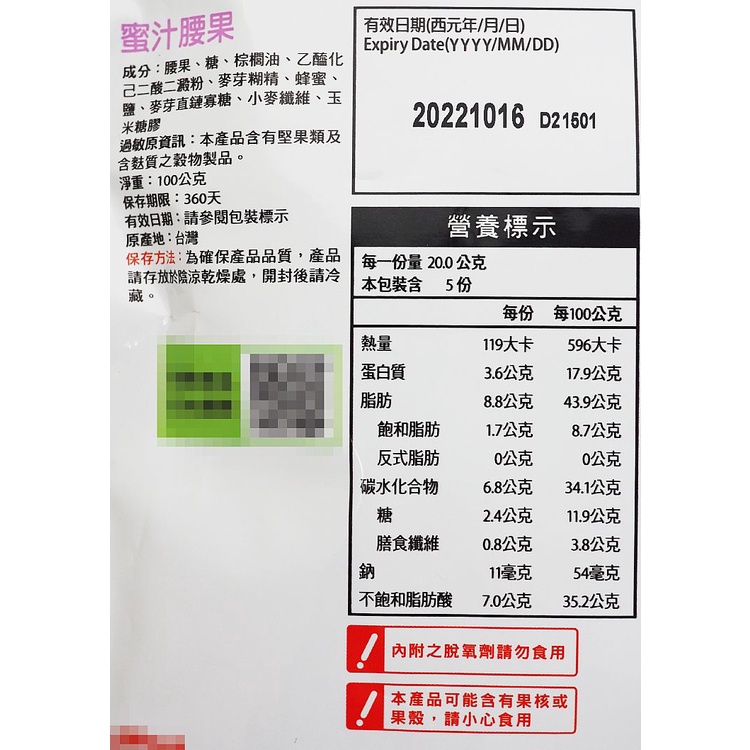 蜜汁腰果
成分：腰果、糖、棕櫚油、乙醯化
己二酸二澱粉、麥芽糊精、蜂蜜、
鹽、麥芽直鏈寡糖、小麥纖維、玉
米糖膠
過敏原資訊：本產品含有堅果類及
含麩質之穀物製品。
淨重：100公克
保存期限：360天
有效日期：請參閱包裝標示
原產地：台灣
保存方法：為確保產品品質，產品
請存放於陰涼乾燥處，開封後請冷
藏。
有效日期(西元年/月/日)
Expiry Date(YYYY/MM/DD)
20221016 D21501
營養標示
每一份量 20.0 公克
本包裝含 5 份
每份 每100公克
熱量 119大卡 596大卡
蛋白質 3.6公克 17.9公克
脂肪 8.8公克 43.9公克
飽和脂肪 1.7公克 8.7公克
反式脂肪 0公克 0公克
碳水化合物 6.8公克 34.1公克
糖 2.4公克 11.9公克
膳食纖維 0.8公克 3.8公克
鈉 11毫克 54毫克
不飽和脂肪酸 7.0公克 35.2公克
內附之脫氧劑請勿食用
本產品可能含有果核或
果殼，請小心食用